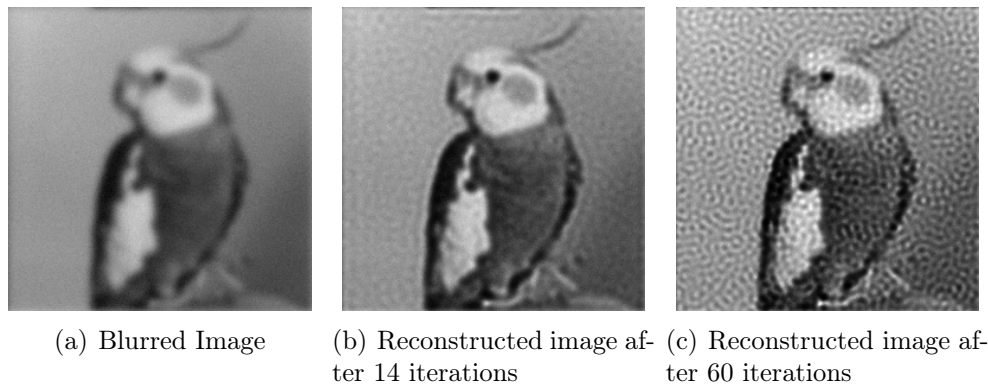 (a) Blurred Image
(b) Reconstructed image af-
ter 14 iterations
(c) Reconstructed image af-
ter 60 iterations